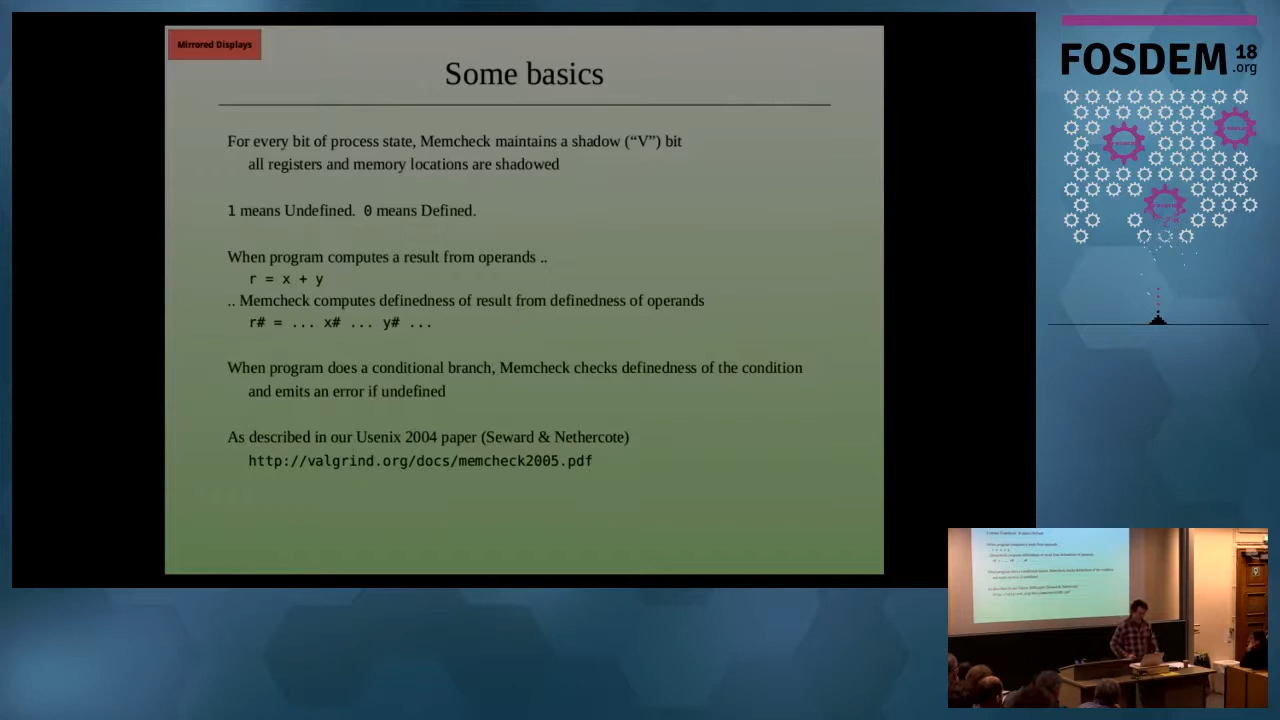 Mirrored Displays
Some basics
For every bit of process state, Memcheck maintains a shadow (“V”) bit
all registers and memory locations are shadowed
1 means Undefined. 0 means Defined.
When program computes a result from operands ..
r = x + y
.. Memcheck computes definedness of result from definedness of operands
r# = ... x# ... y# ...
When program does a conditional branch, Memcheck checks definedness of the condition
and emits an error if undefined
As described in our Usenix 2004 paper (Seward & Nethercote)
http://valgrind.org/docs/memcheck2005.pdf
FOSDEM 18
.org